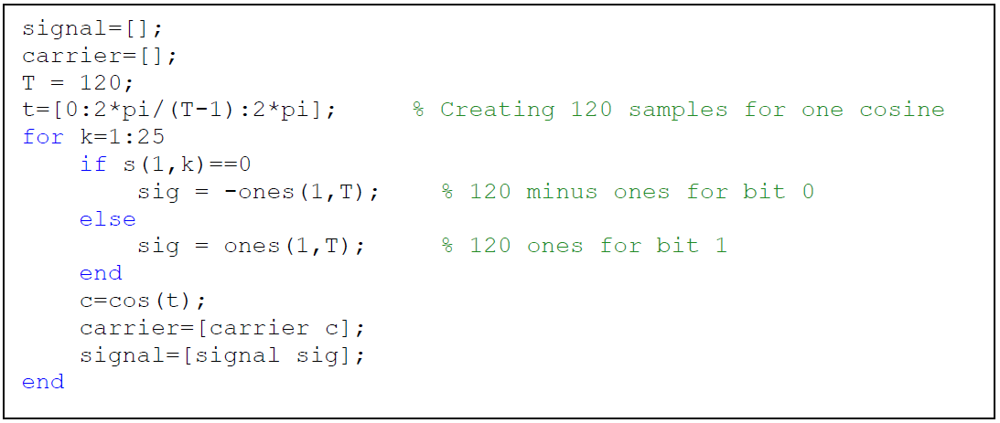 signal=[];
carrier=[];
T = 120;
t=[0:2*pi/(T-1):2*pi];     % Creating 120 samples for one cosine
for k=1:25
    if s(1,k)==0
        sig = -ones(1,T);    % 120 minus ones for bit 0
    else
        sig = ones(1,T);     % 120 ones for bit 1
    end
    c=cos(t);
    carrier=[carrier c];
    signal=[signal sig];
end